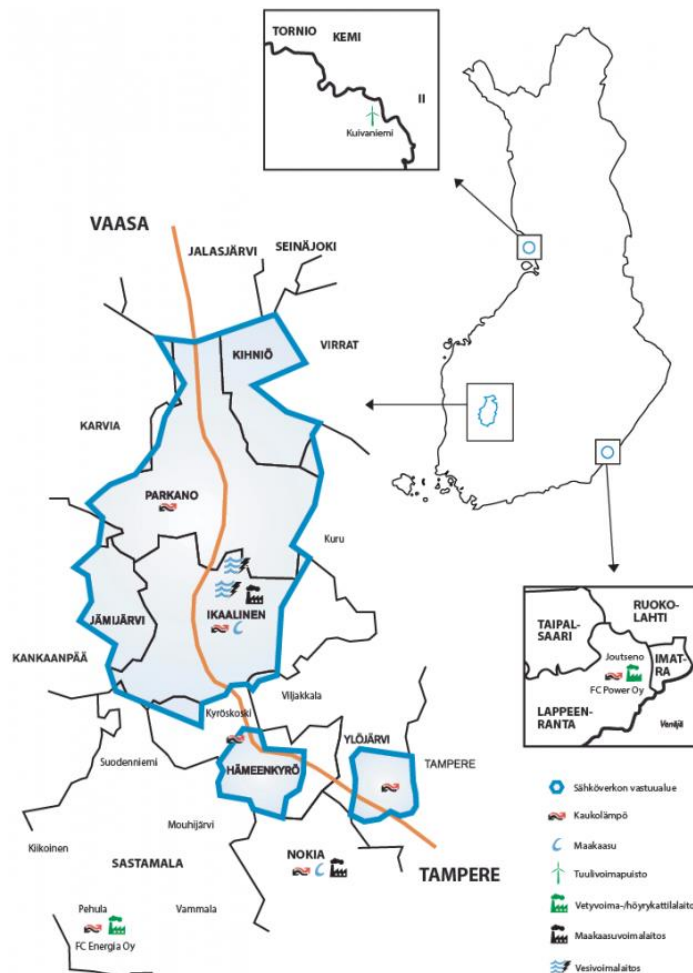 TORNIO
KEMI
II
Kuivaniemi
VAASA
JALASJÄRVI
SEINÄJOKI
KIHNIÖ
VIRRAT
KARVIA
PARKANO
Kuru
JÄMIJÄRVI
IKAALINEN
KANKAANPÄÄ
Viljakkala
Kyröskoski
YLÖJÄRVI
Suodenniemi
HÄMEENKYRÖ
TAMPERE
Mouhijärvi
Kiikoinen
SASTAMALA
NOKIA
TAMPERE
Pehula
Vammala
FC Energia Oy
RUOKO-
LAHTI
TAIPAL-
SAARI
Joutseno
IMAT-
RA
FC Power Oy
LAPPEEN-
RANTA
Venäjä
Sähköverkon vastuualue
Kaukolämpö
Maakaasu
Tuulivoimapuisto
Vetyvoima-/höyrykattilalaito
Maakaasuvoimalaitos
Vesivoimalaitos